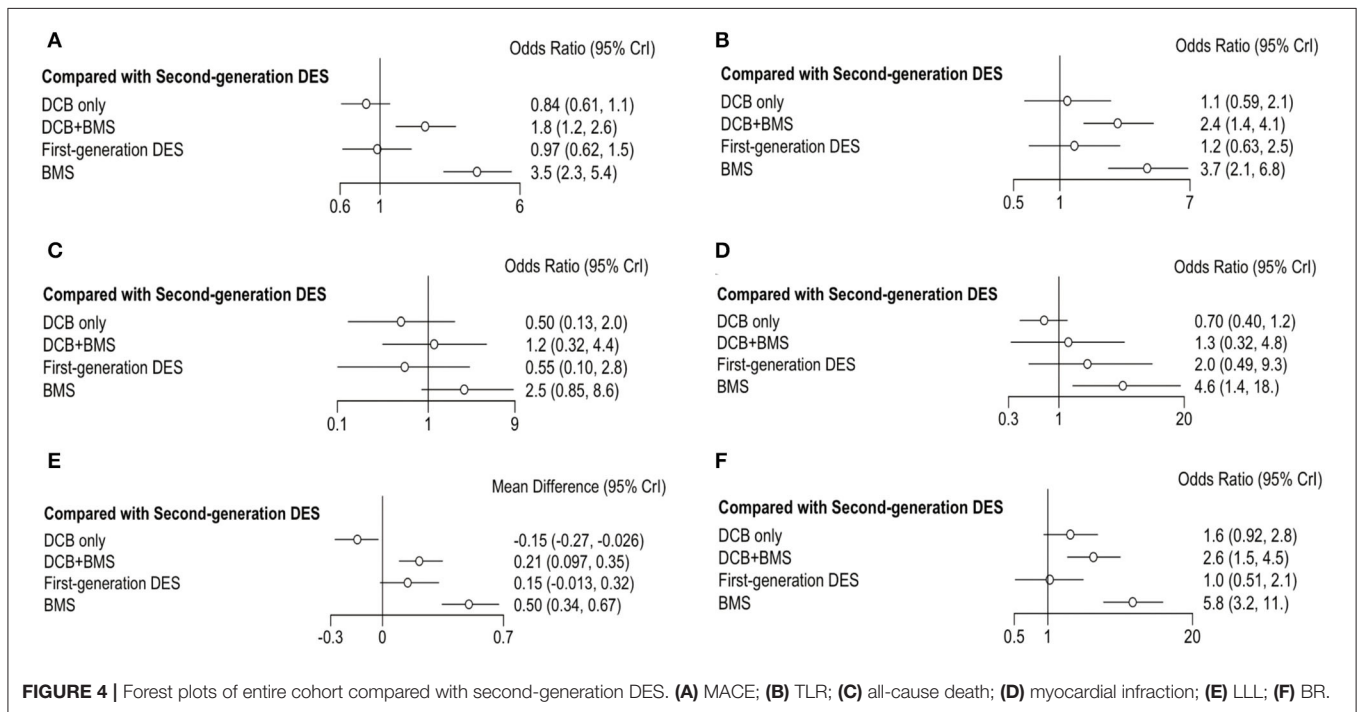 A
Odds Ratio (95% CrI)
Compared with Second-generation DES
DCB only 0.84 (0.61, 1.1)
DCB+BMS 1.8 (1.2, 2.6)
First-generation DES 0.97 (0.62, 1.5)
BMS 3.5 (2.3, 5.4)
0.6 1 6
B
Odds Ratio (95% CrI)
Compared with Second-generation DES
DCB only 1.1 (0.59, 2.1)
DCB+BMS 2.4 (1.4, 4.1)
First-generation DES 1.2 (0.63, 2.5)
BMS 3.7 (2.1, 6.8)
0.5 1 7
C
Odds Ratio (95% CrI)
Compared with Second-generation DES
DCB only 0.50 (0.13, 2.0)
DCB+BMS 1.2 (0.32, 4.4)
First-generation DES 0.55 (0.10, 2.8)
BMS 2.5 (0.85, 8.6)
0.1 1 9
D
Odds Ratio (95% CrI)
Compared with Second-generation DES
DCB only 0.70 (0.40, 1.2)
DCB+BMS 1.3 (0.32, 4.8)
First-generation DES 2.0 (0.49, 9.3)
BMS 4.6 (1.4, 18.)
0.3 1 20
E
Mean Difference (95% CrI)
Compared with Second-generation DES
DCB only -0.15 (-0.27, -0.026)
DCB+BMS 0.21 (0.097, 0.35)
First-generation DES 0.15 (-0.013, 0.32)
BMS 0.50 (0.34, 0.67)
-0.3 0 0.7
F
Odds Ratio (95% CrI)
Compared with Second-generation DES
DCB only 1.6 (0.92, 2.8)
DCB+BMS 2.6 (1.5, 4.5)
First-generation DES 1.0 (0.51, 2.1)
BMS 5.8 (3.2, 11.)
0.5 1 20
FIGURE 4 | Forest plots of entire cohort compared with second-generation DES. (A) MACE; (B) TLR; (C) all-cause death; (D) myocardial infraction; (E) LLL; (F) BR.